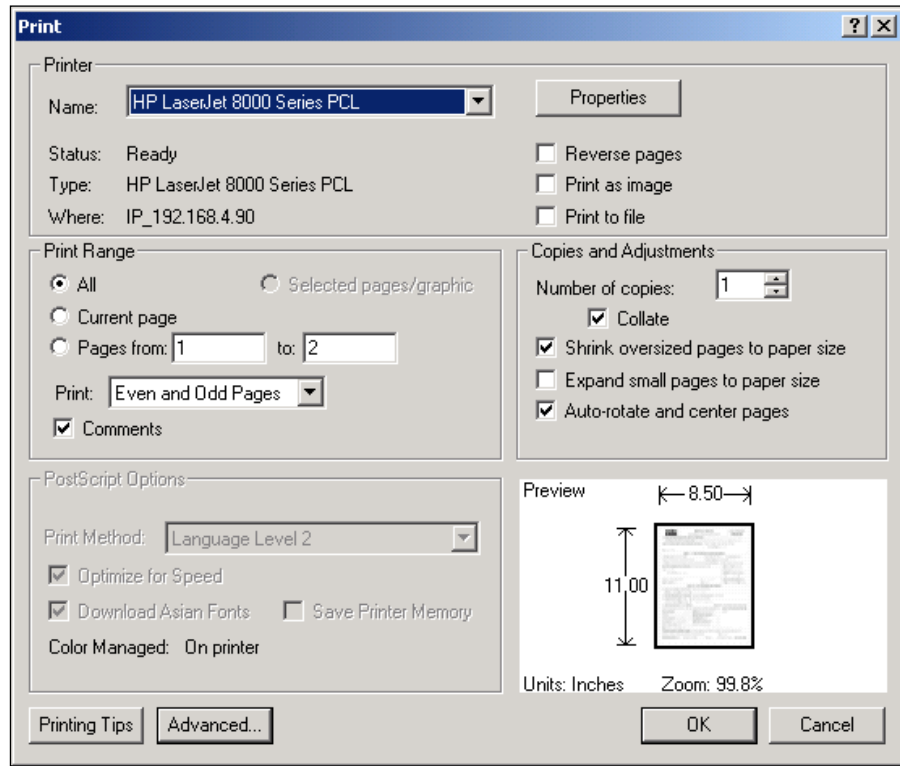 Print
Printer
Name: HP LaserJet 8000 Series PCL
Properties
Status: Ready
Type: HP LaserJet 8000 Series PCL
Where: IP_192.168.4.90
Reverse pages
Print as image
Print to file
Print Range
All
Selected pages/graphic
Current page
Pages from: 1 to: 2
Print: Even and Odd Pages
Comments
Copies and Adjustments
Number of copies: 1
Collate
Shrink oversized pages to paper size
Expand small pages to paper size
Auto-rotate and center pages
PostScript Options
Print Method: Language Level 2
Optimize for Speed
Download Asian Fonts
Save Printer Memory
Color Managed: On printer
Preview
8.50
11.00
Units: Inches Zoom: 99.8%
Printing Tips
Advanced...
OK
Cancel